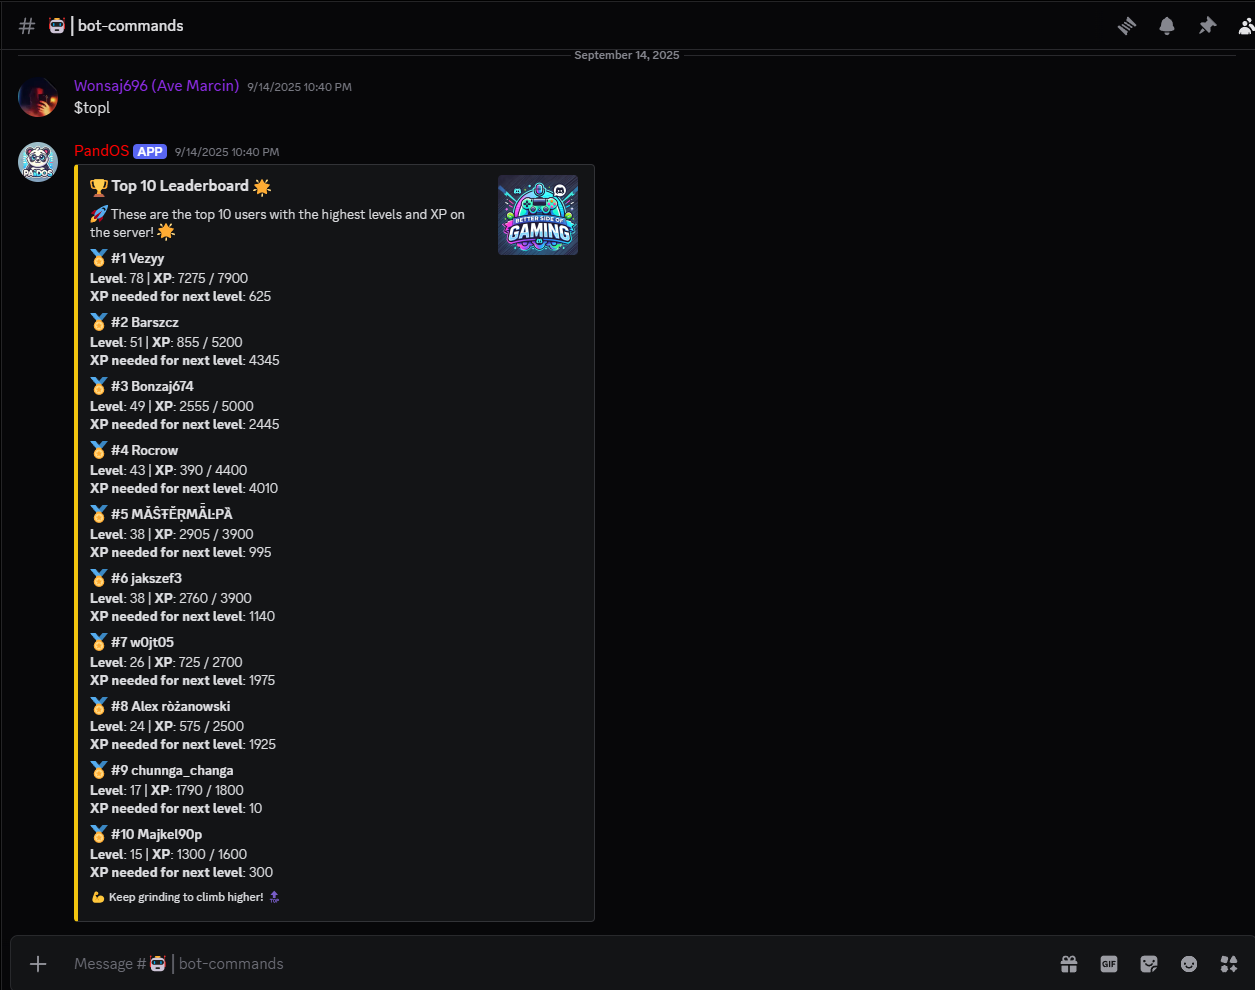 # 🤖 | bot-commands
September 14, 2025
Wonsaj696 (Ave Marcin) 9/14/2025 10:40 PM
$topl
PandOS APP 9/14/2025 10:40 PM
PANDOS
🏆 Top 10 Leaderboard 🌟
🚀 These are the top 10 users with the highest levels and XP on
the server! 🌟
BETTER SIDE OF
GAMING
🏅 #1 Vezyy
Level: 78 | XP: 7275 / 7900
XP needed for next level: 625
🏅 #2 Barszcz
Level: 51 | XP: 855 / 5200
XP needed for next level: 4345
🏅 #3 Bonzaj674
Level: 49 | XP: 2555 / 5000
XP needed for next level: 2445
🏅 #4 Rocrow
Level: 43 | XP: 390 / 4400
XP needed for next level: 4010
🏅 #5 MǍŜŦĔŖMǞĿPȀ
Level: 38 | XP: 2905 / 3900
XP needed for next level: 995
🏅 #6 jakszef3
Level: 38 | XP: 2760 / 3900
XP needed for next level: 1140
🏅 #7 w0jt05
Level: 26 | XP: 725 / 2700
XP needed for next level: 1975
🏅 #8 Alex ròżanowski
Level: 24 | XP: 575 / 2500
XP needed for next level: 1925
🏅 #9 chunnga_changa
Level: 17 | XP: 1790 / 1800
XP needed for next level: 10
🏅 #10 Majkel90p
Level: 15 | XP: 1300 / 1600
XP needed for next level: 300
💪 Keep grinding to climb higher! 🔝
Message # 🤖 | bot-commands
GIF